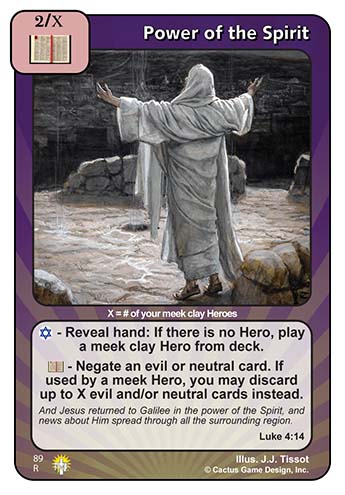 2/X
Power of the Spirit
X = # of your meek clay Heroes
- Reveal hand: If there is no Hero, play
a meek clay Hero from deck.
- Negate an evil or neutral card. If
used by a meek Hero, you may discard
up to X evil and/or neutral cards instead.
And Jesus returned to Galilee in the power of the Spirit, and
news about Him spread through all the surrounding region.
Luke 4:14
89
R
Illus. J.J. Tissot
© Cactus Game Design, Inc.